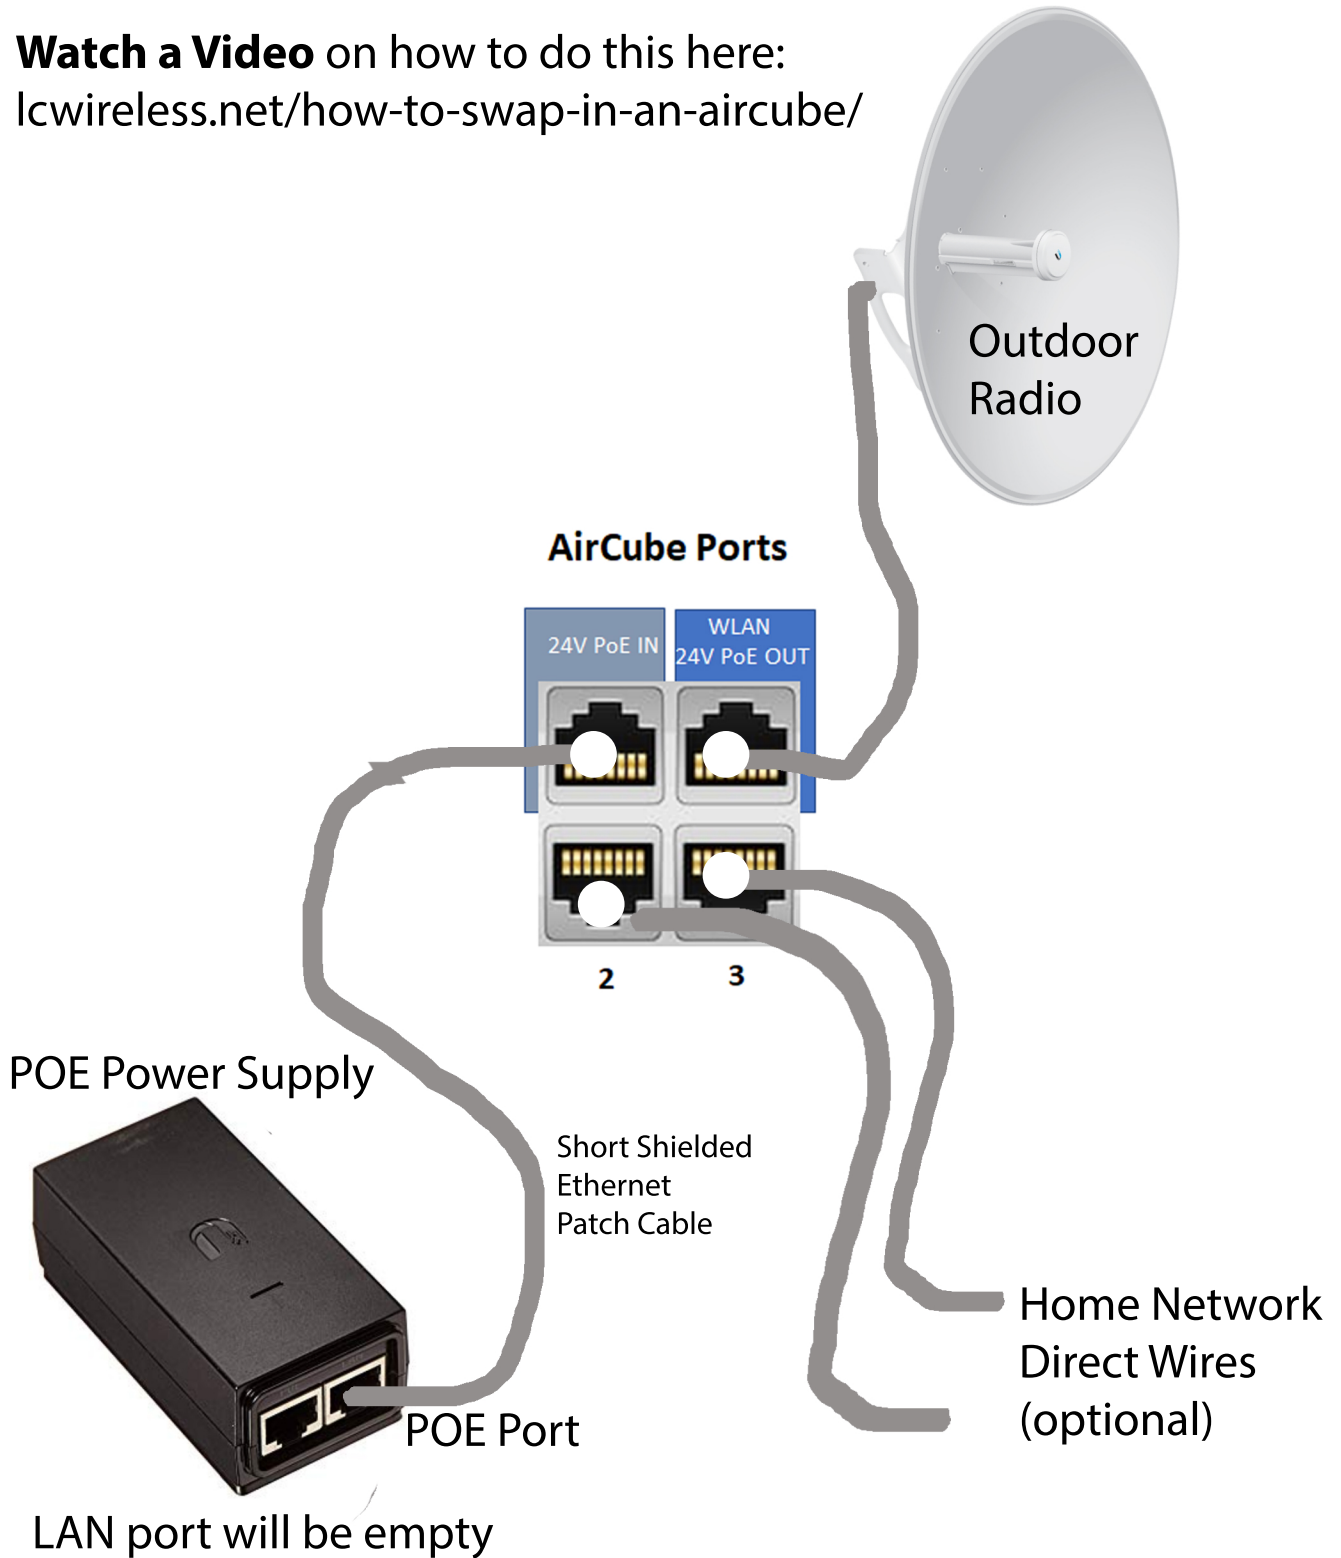 Watch a Video on how to do this here:
lcwireless.net/how-to-swap-in-an-aircube/
Outdoor
Radio
AirCube Ports
24V PoE IN
WLAN
24V PoE OUT
2
3
POE Power Supply
Short Shielded
Ethernet
Patch Cable
Home Network
Direct Wires
(optional)
POE Port
LAN port will be empty